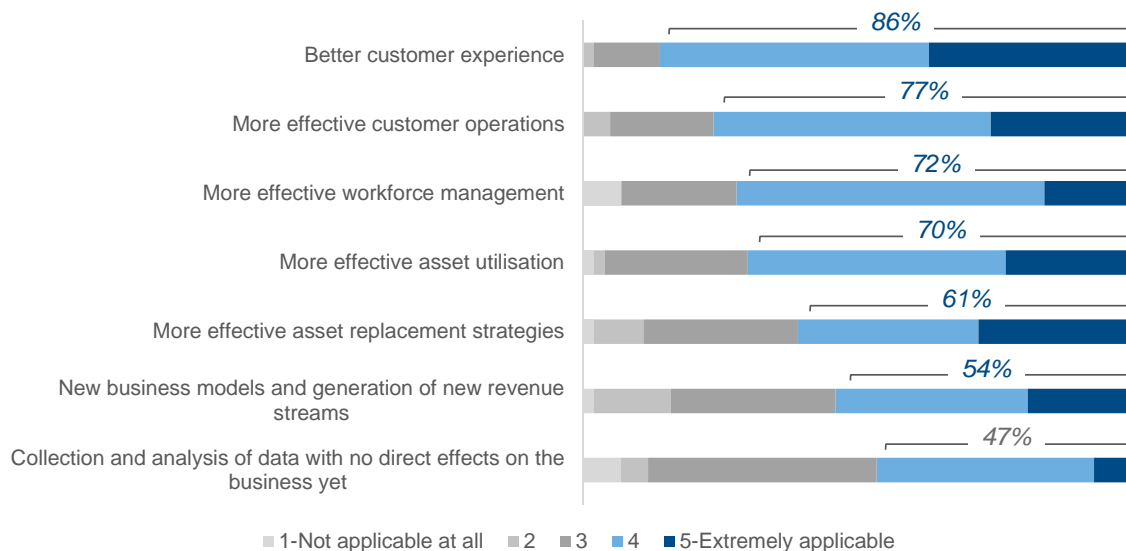 86%
Better customer experience
77%
More effective customer operations
72%
More effective workforce management
70%
More effective asset utilisation
61%
More effective asset replacement strategies
54%
New business models and generation of new revenue
streams
47%
Collection and analysis of data with no direct effects on the
business yet
1-Not applicable at all 2 3 4 5-Extremely applicable